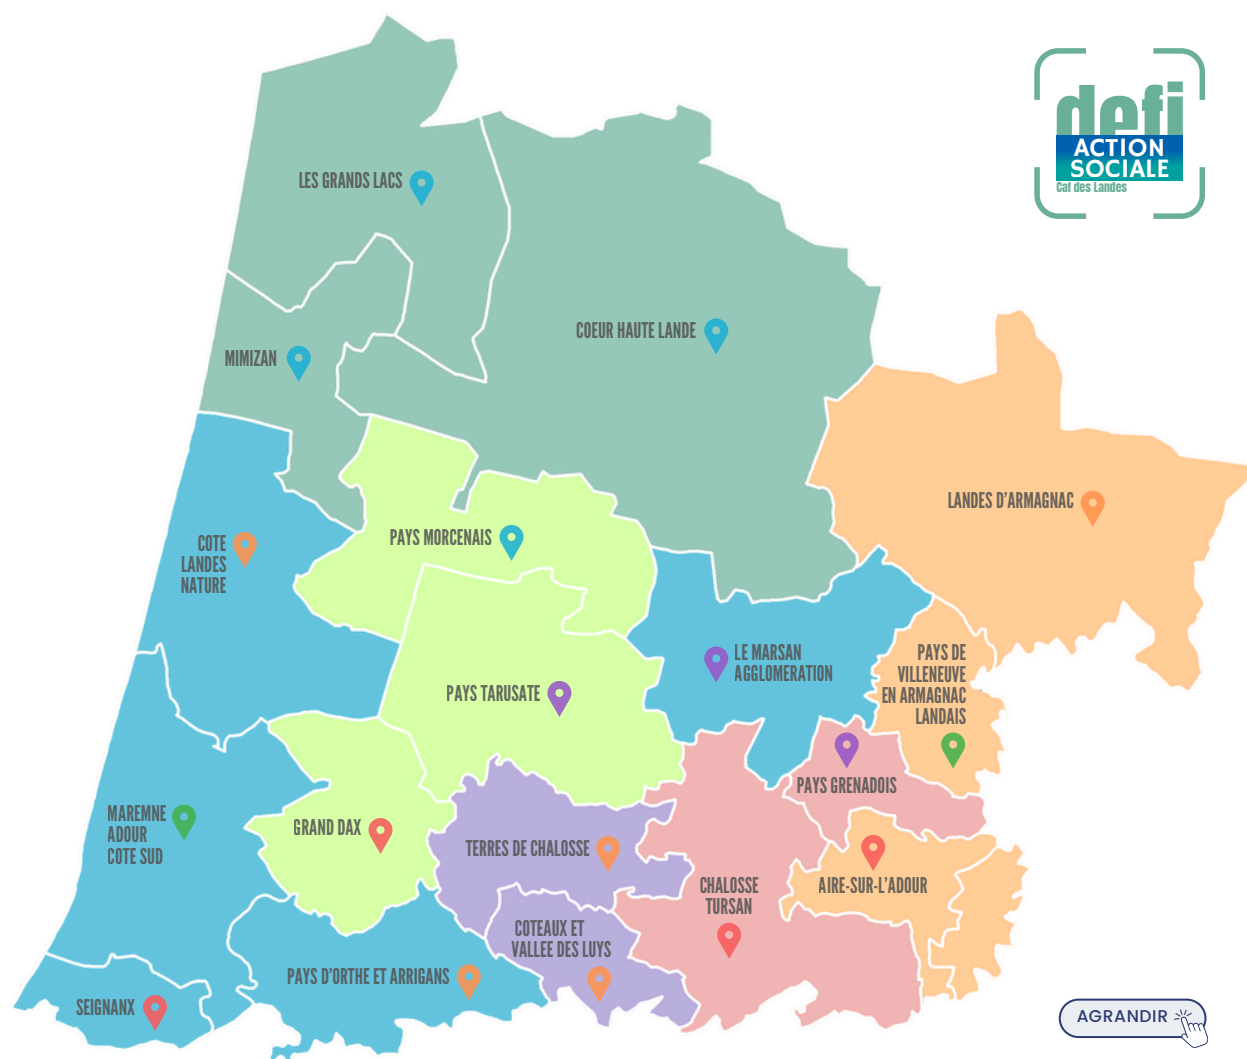 defi
ACTION
SOCIALE
Caf des Landes
LES GRANDS LACS
COEUR HAUTE LANDE
MIMIZAN
LANDES D'ARMAGNAC
PAYS MORCENAIS
COTE
LANDES
NATURE
LE MARSAN
AGGLOMERATION
PAYS DE
VILLENEUVE
EN ARMAGNAC
LANDAIS
PAYS TARUSATE
PAYS GRENADOIS
MAREMNE
ADOUR
COTE SUD
GRAND DAX
TERRES DE CHALOSSE
CHALOSSE
TURSAN
AIRE-SUR-L'ADOUR
COTEAUX ET
VALLEE DES LUYS
PAYS D'ORTHE ET ARRIGANS
SEIGNANX
AGRANDIR